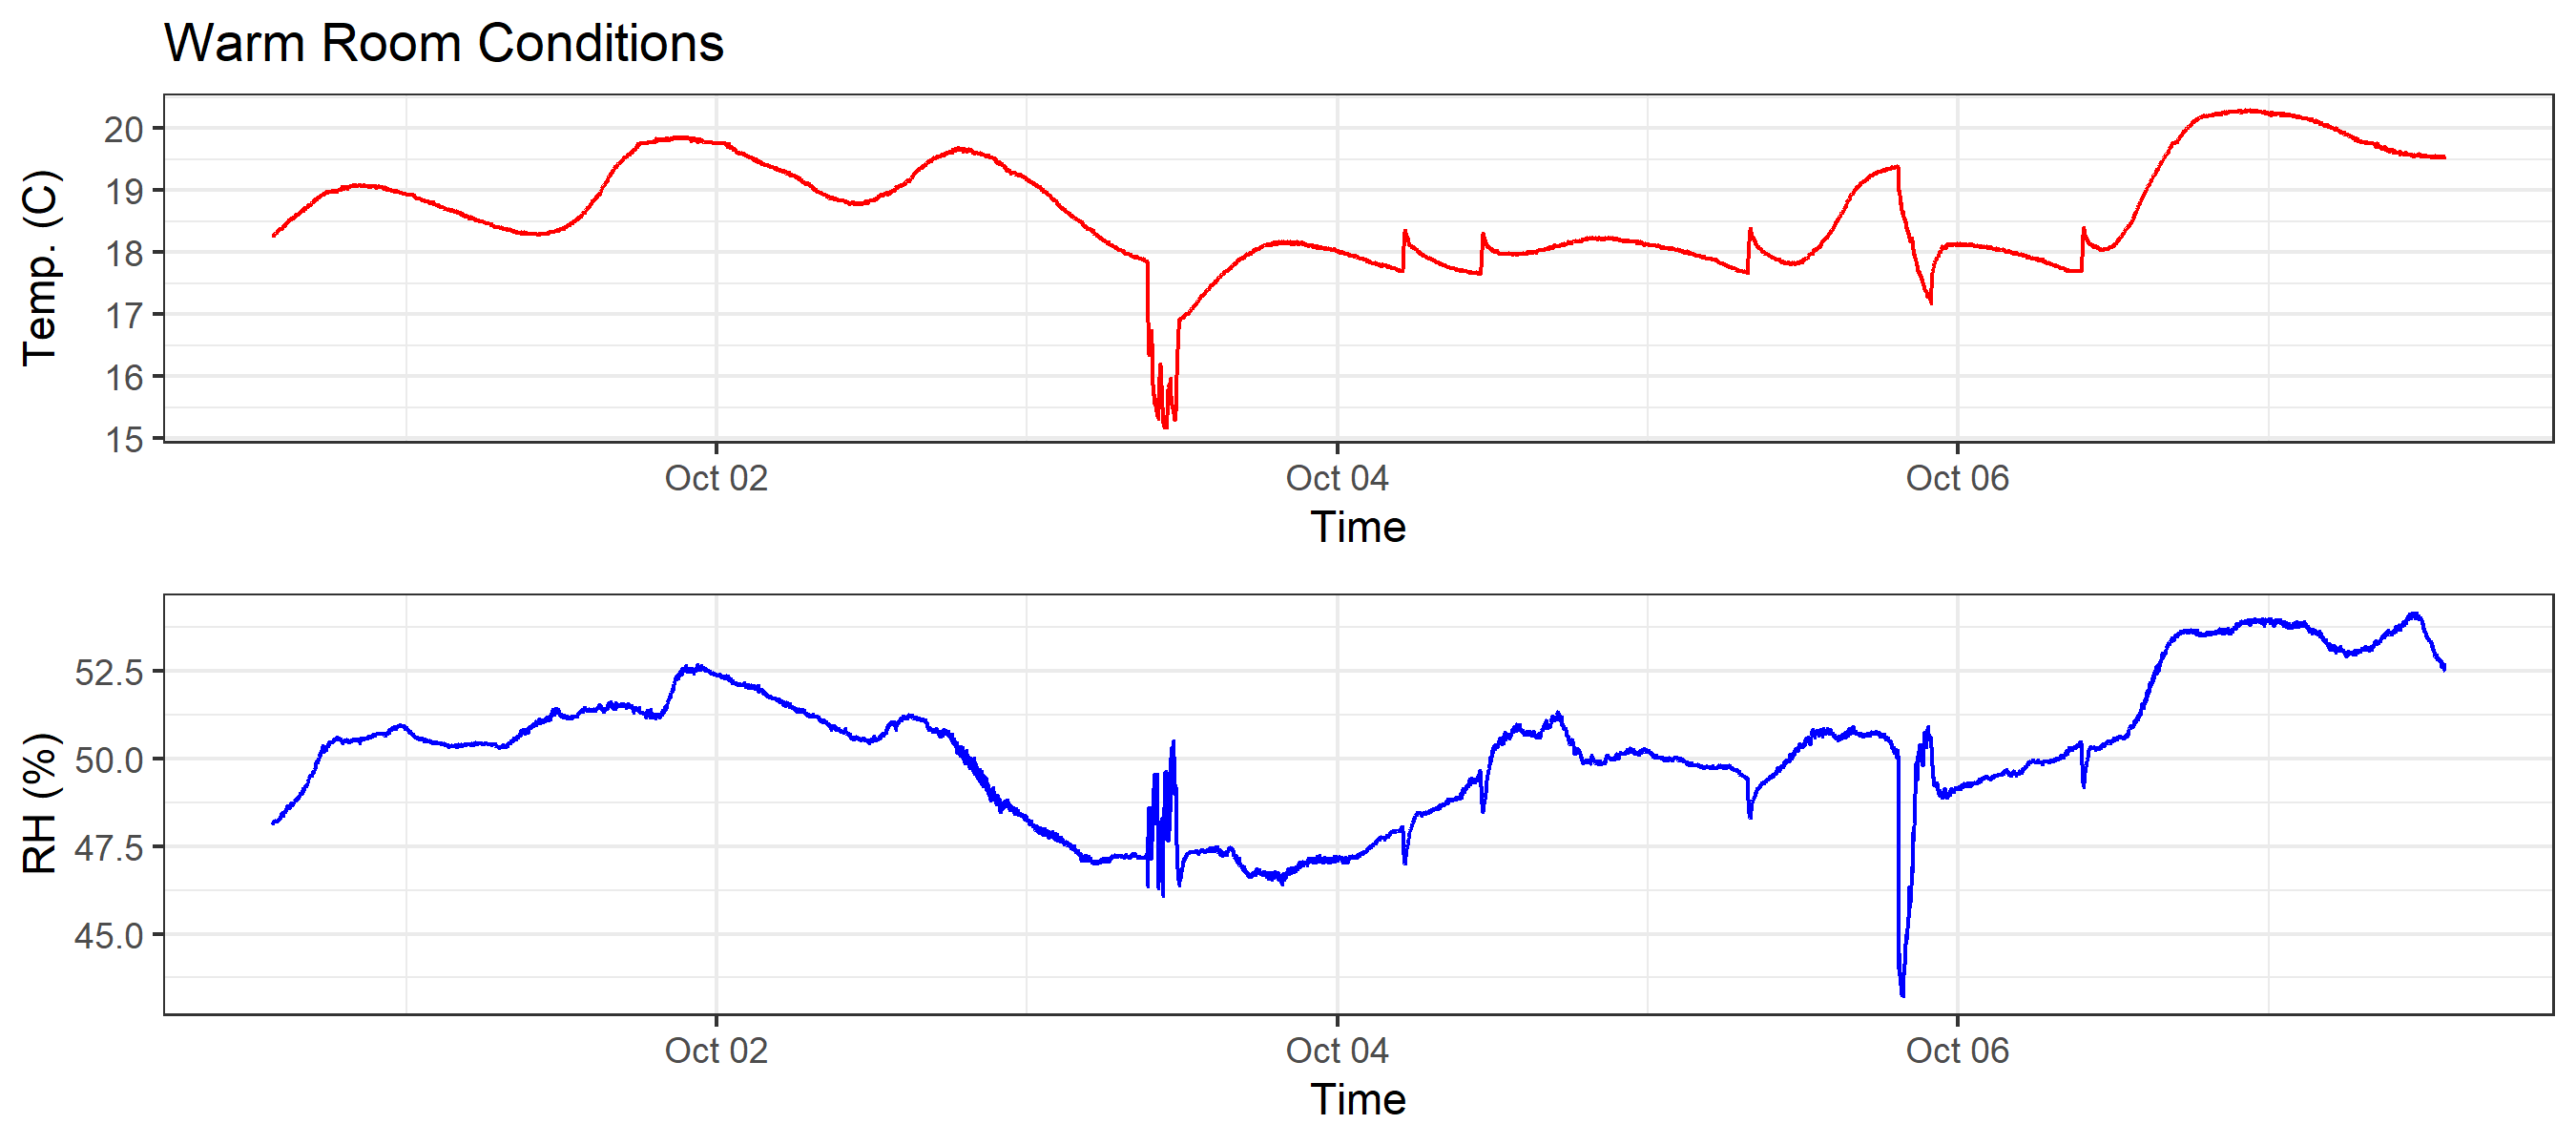 Warm Room Conditions
Temp. (C)
20
19
18
17
16
15
Oct 02 Oct 04 Oct 06
Time
RH (%)
52.5
50.0
47.5
45.0
Oct 02 Oct 04 Oct 06
Time